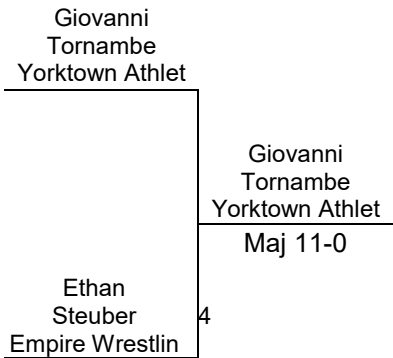 Giovanni
Tornambe
Yorktown Athlet
Giovanni
Tornambe
Yorktown Athlet
Maj 11-0
Ethan
Steuber
4
Empire Wrestlin